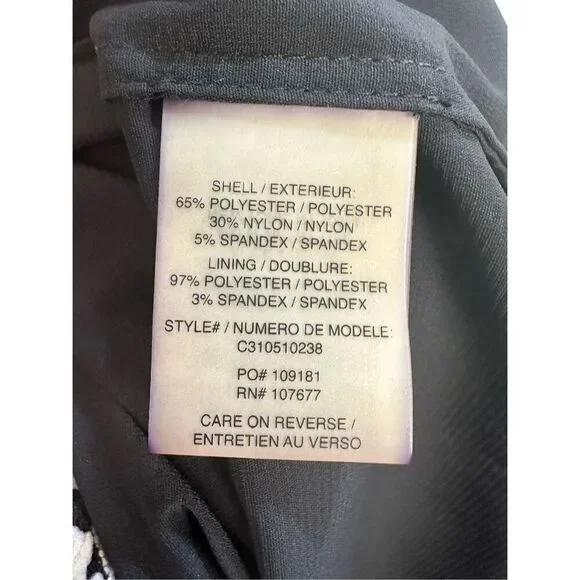 SHELL / EXTERIEUR:
65% POLYESTER / POLYESTER
30% NYLON / NYLON
5% SPANDEX / SPANDEX
LINING / DOUBLURE:
97% POLYESTER / POLYESTER
3% SPANDEX / SPANDEX
STYLE# / NUMERO DE MODELE:
C310510238
PO# 109181
RN# 107677
CARE ON REVERSE /
ENTRETIEN AU VERSO